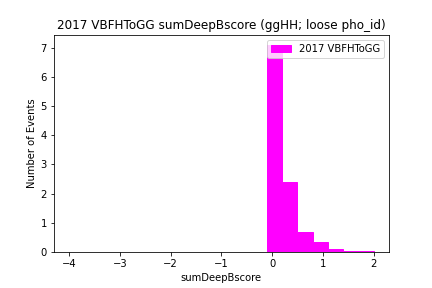 2017 VBFHToGG sumDeepBscore (ggHH; loose pho_id)
2017 VBFHToGG
Number of Events
7
6
5
4
3
2
1
0
−4 −3 −2 −1 0 1 2
sumDeepBscore